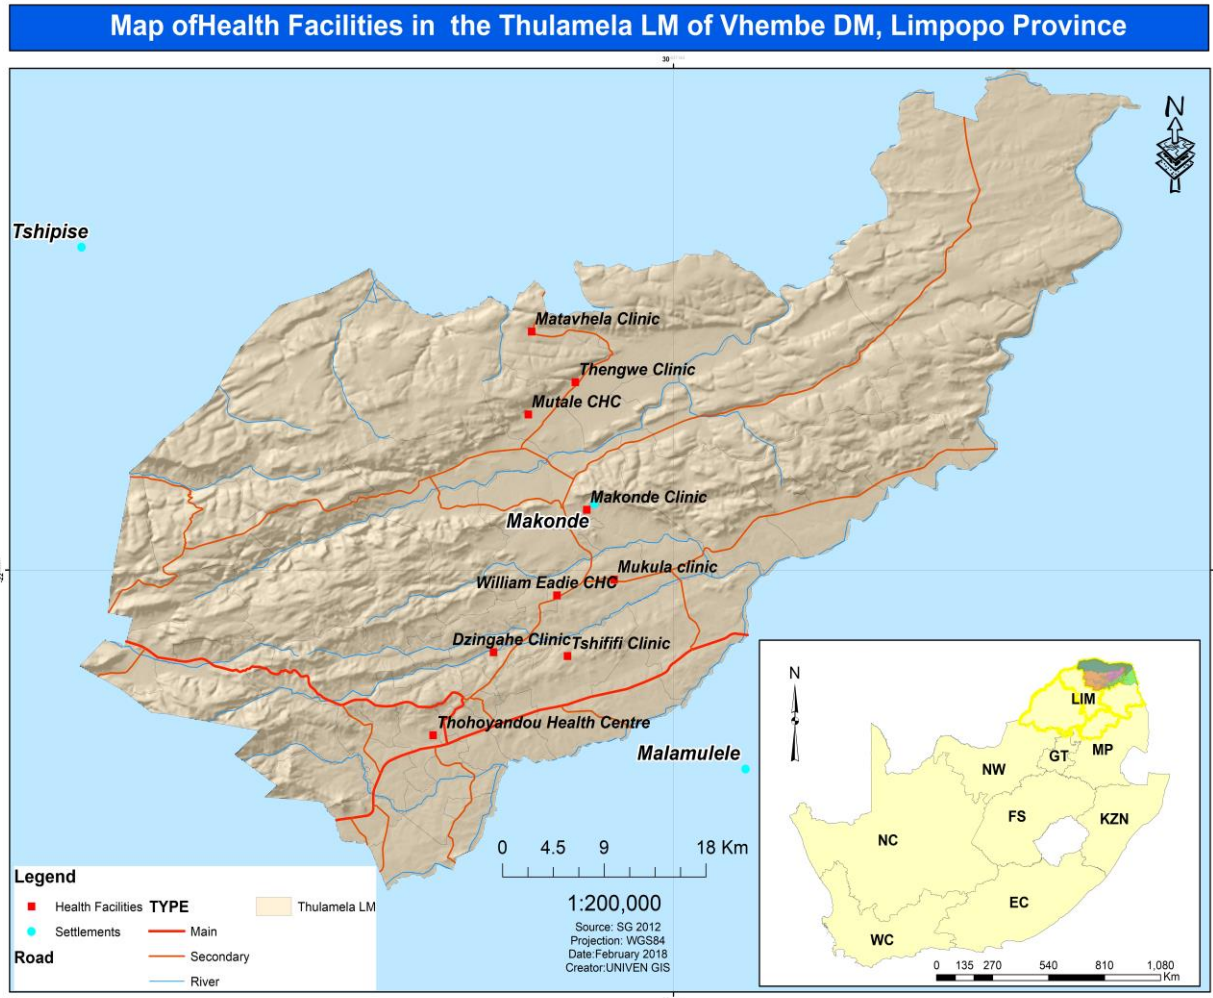 Map ofHealth Facilities in the Thulamela LM of Vhembe DM, Limpopo Province
N
Tshipise
Matavhela Clinic
Thengwe Clinic
Mutale CHC
Makonde Clinic
Makonde
Mukula clinic
William Eadie CHC
Dzingahe Clinic
Tshififi Clinic
Thohoyandou Health Centre
Malamulele
0 4.5 9 18 Km
1:200,000
Source: SG 2012
Projection: WGS84
Date:February 2018
Creator:UNIVEN GIS
Legend
Health Facilities
Settlements
Road
TYPE
Main
Secondary
River
Thulamela LM
N
LIM
GT
MP
NW
FS
KZN
NC
EC
WC
0 135 270 540 810 1,080
Km